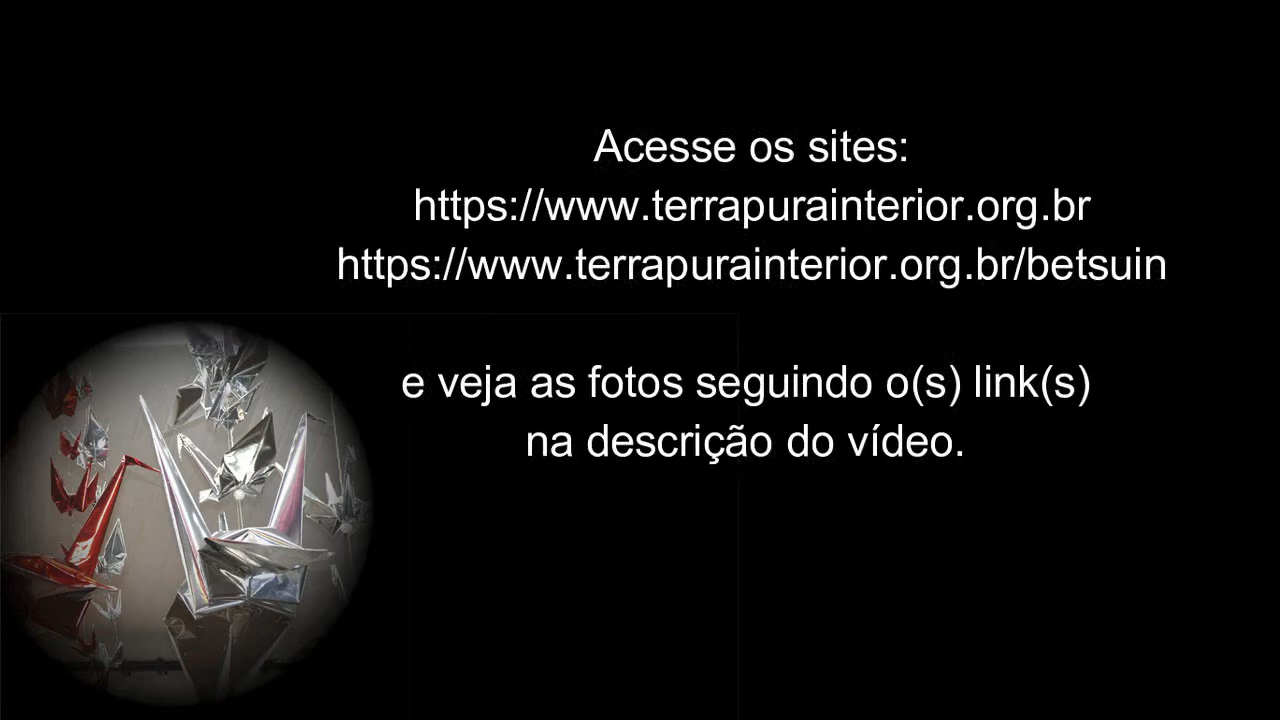 Acesse os sites:
https://www.terrapurainterior.org.br
https://www.terrapurainterior.org.br/betsuin
e veja as fotos seguindo o(s) link(s)
na descrição do vídeo.